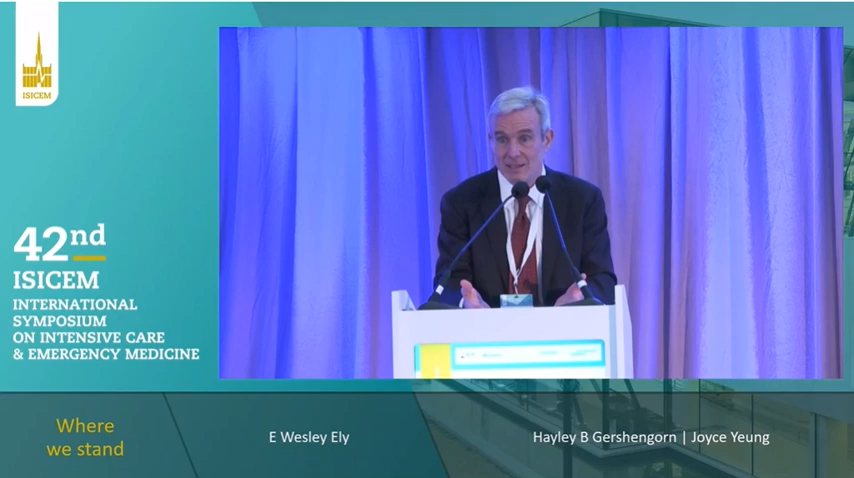 ISICEM
42nd
ISICEM
INTERNATIONAL
SYMPOSIUM
ON INTENSIVE CARE
& EMERGENCY MEDICINE
Where
we stand
E Wesley Ely
Hayley B Gershengorn | Joyce Yeung